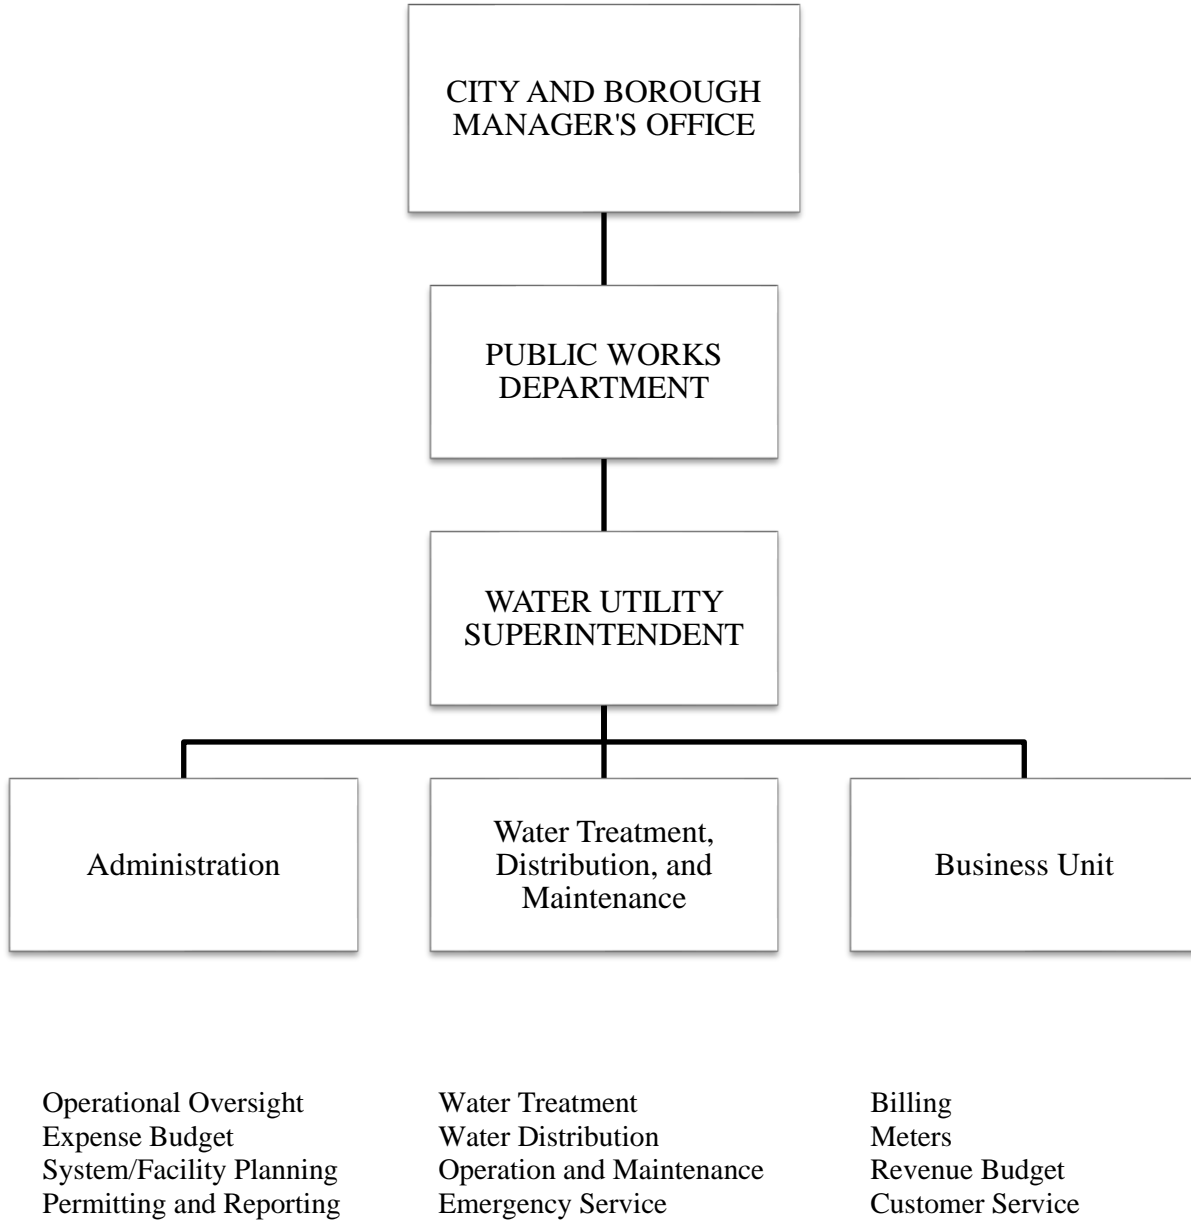 CITY AND BOROUGH
MANAGER'S OFFICE
PUBLIC WORKS
DEPARTMENT
WATER UTILITY
SUPERINTENDENT
Administration
Water Treatment,
Distribution, and
Maintenance
Business Unit
Operational Oversight
Expense Budget
System/Facility Planning
Permitting and Reporting
Water Treatment
Water Distribution
Operation and Maintenance
Emergency Service
Billing
Meters
Revenue Budget
Customer Service